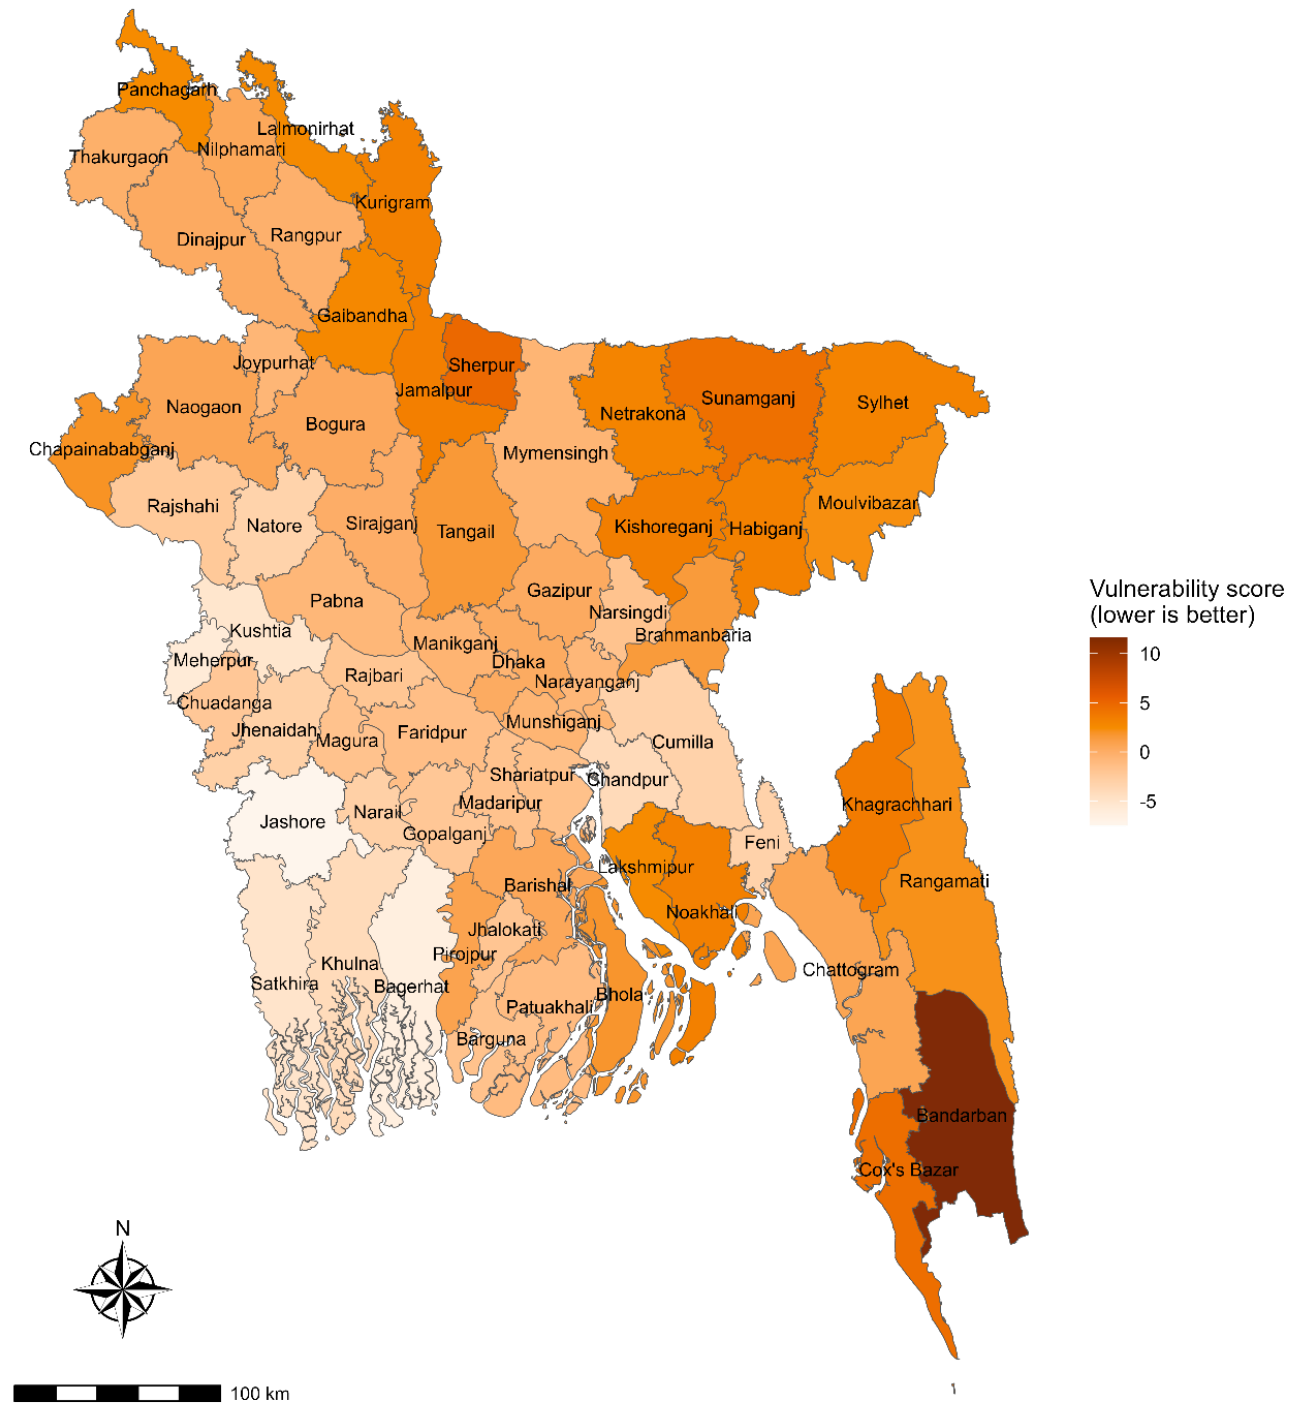 Panchagarh
Lalmonirhat
Nilphamari
Thakurgaon
Kurigram
Rangpur
Dinajpur
Gaibandha
Joypurhat
Sherpur
Jamalpur
Sunamganj
Sylhet
Naogaon
Netrakona
Bogura
Chapainababganj
Mymensingh
Rajshahi
Moulvibazar
Sirajganj
Natore
Kishoreganj
Habiganj
Tangail
Gazipur
Vulnerability score
(lower is better)
10
5
0
-5
Pabna
Narsingdi
Kushtia
Brahmanbaria
Manikganj
Meherpur
Dhaka
Rajbari
Narayanganj
Chuadanga
Munshiganj
Jhenaidah
Faridpur
Magura
Cumilla
Shariatpur
Chandpur
Madaripur
Khagrachhari
Narail
Jashore
Gopalganj
Feni
Lakshmipur
Rangamati
Barishal
Noakhali
Jhalokati
Pirojpur
Khulna
Chattogram
Satkhira
Bagerhat
Bhola
Patuakhali
Barguna
Bandarban
Cox's Bazar
N
100 km